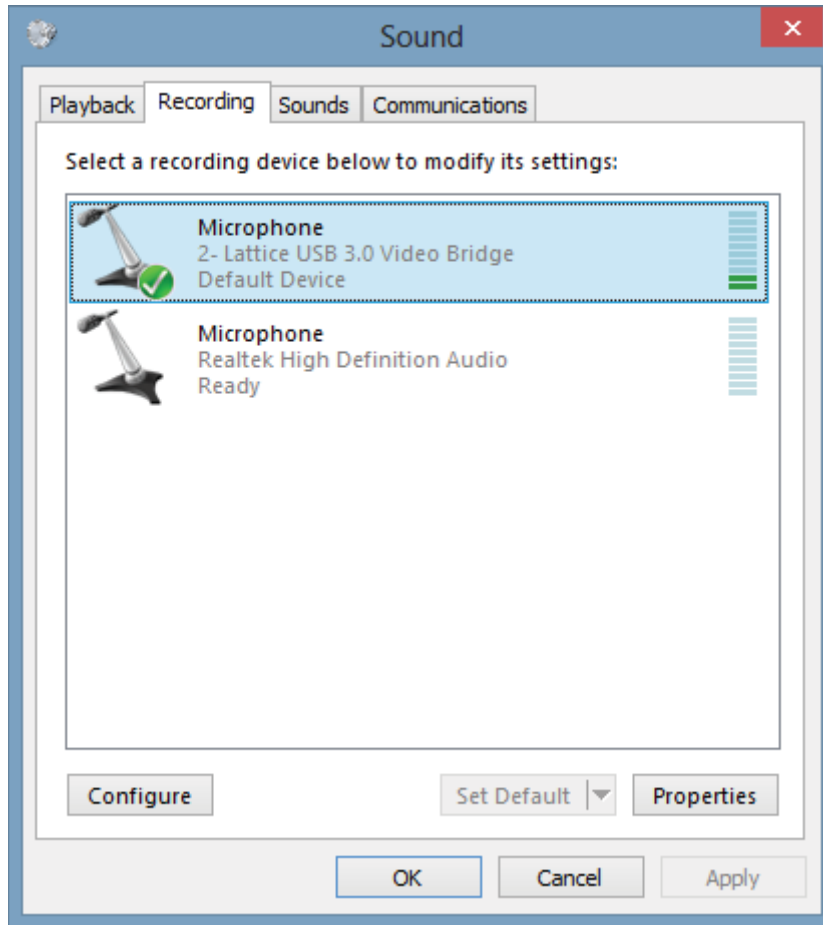 Sound
Playback Recording Sounds Communications
Select a recording device below to modify its settings:
Microphone
2- Lattice USB 3.0 Video Bridge
Default Device
Microphone
Realtek High Definition Audio
Ready
Configure Set Default Properties
OK Cancel Apply